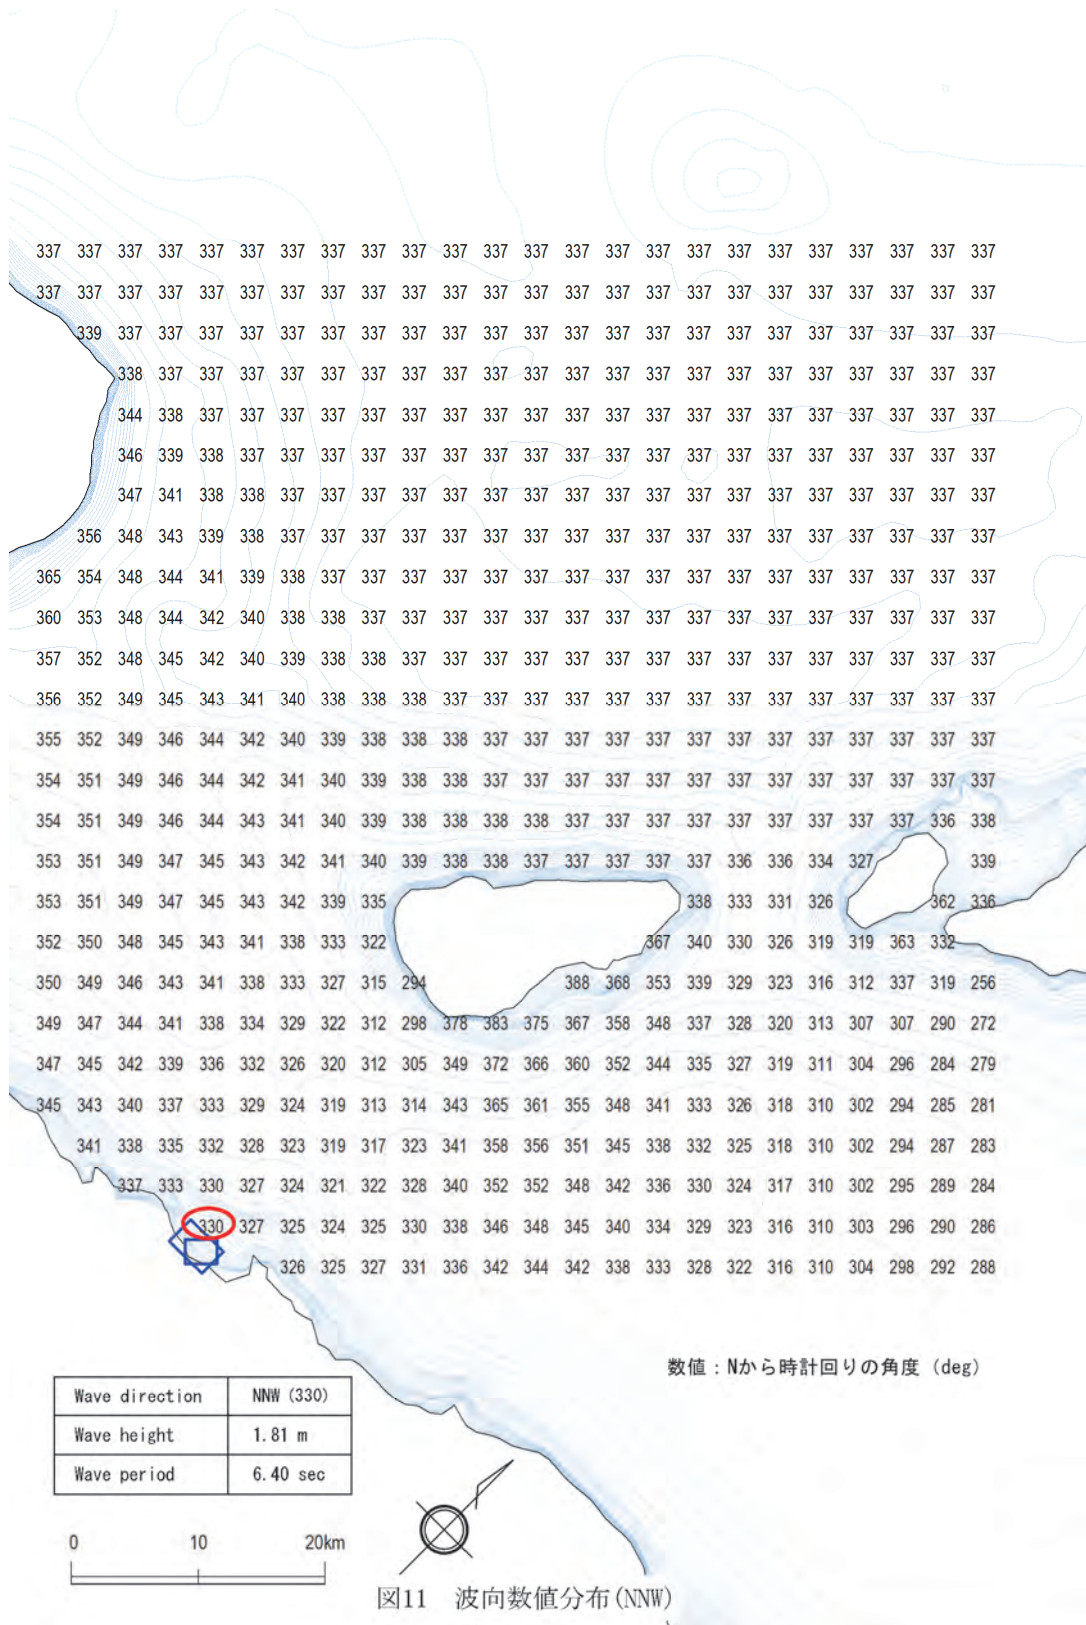 337 337 337 337 337 337 337 337 337 337 337 337 337 337 337 337 337 337 337 337 337 337 337 337
337 337 337 337 337 337 337 337 337 337 337 337 337 337 337 337 337 337 337 337 337 337 337 337
339 337 337 337 337 337 337 337 337 337 337 337 337 337 337 337 337 337 337 337 337 337 337
338 337 337 337 337 337 337 337 337 337 337 337 337 337 337 337 337 337 337 337 337 337
344 338 337 337 337 337 337 337 337 337 337 337 337 337 337 337 337 337 337 337 337 337
346 339 338 337 337 337 337 337 337 337 337 337 337 337 337 337 337 337 337 337 337 337
347 341 338 338 337 337 337 337 337 337 337 337 337 337 337 337 337 337 337 337 337 337
356 348 343 339 338 337 337 337 337 337 337 337 337 337 337 337 337 337 337 337 337 337 337
365 354 348 344 341 339 338 337 337 337 337 337 337 337 337 337 337 337 337 337 337 337 337 337
360 353 348 344 342 340 338 338 337 337 337 337 337 337 337 337 337 337 337 337 337 337 337 337
357 352 348 345 342 340 339 338 338 337 337 337 337 337 337 337 337 337 337 337 337 337 337 337
356 352 349 345 343 341 340 338 338 338 337 337 337 337 337 337 337 337 337 337 337 337 337 337
355 352 349 346 344 342 340 339 338 338 338 337 337 337 337 337 337 337 337 337 337 337 337 337
354 351 349 346 344 342 341 340 339 338 338 337 337 337 337 337 337 337 337 337 337 337 337 337
354 351 349 346 344 343 341 340 339 338 338 338 338 337 337 337 337 337 337 337 337 337 336 338
353 351 349 347 345 343 342 341 340 339 338 338 337 337 337 337 337 336 336 334 327 339
353 351 349 347 345 343 342 339 335 338 333 331 326 362 336
352 350 348 345 343 341 338 333 322 367 340 330 326 319 319 363 332
350 349 346 343 341 338 333 327 315 294 388 368 353 339 329 323 316 312 337 319 256
349 347 344 341 338 334 329 322 312 298 378 383 375 367 358 348 337 328 320 313 307 307 290 272
347 345 342 339 336 332 326 320 312 305 349 372 366 360 352 344 335 327 319 311 304 296 284 279
345 343 340 337 333 329 324 319 313 314 343 365 361 355 348 341 333 326 318 310 302 294 285 281
341 338 335 332 328 323 319 317 323 341 358 356 351 345 338 332 325 318 310 302 294 287 283
337 333 330 327 324 321 322 328 340 352 352 348 342 336 330 324 317 310 302 295 289 284
330 327 325 324 325 330 338 346 348 345 340 334 329 323 316 310 303 296 290 286
326 325 327 331 336 342 344 342 338 333 328 322 316 310 304 298 292 288
数値：Nから時計回りの角度（deg）
Wave direction NNW (330)
Wave height 1.81 m
Wave period 6.40 sec
0 10 20km
図11 波向数値分布(NNW)